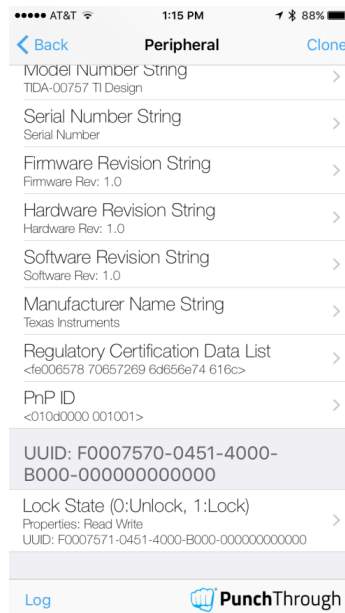 AT&T 1:15 PM 88%
Back Peripheral Clone
Model Number String
TIDA-00757 TI Design
Serial Number String
Serial Number
Firmware Revision String
Firmware Rev: 1.0
Hardware Revision String
Hardware Rev: 1.0
Software Revision String
Software Rev: 1.0
Manufacturer Name String
Texas Instruments
Regulatory Certification Data List
<fe006578 70657269 6d656e74 616c>
PnP ID
<010d0000 001001>
UUID: F0007570-0451-4000-
B000-000000000000
Lock State (0:Unlock, 1:Lock)
Properties: Read Write
UUID: F0007571-0451-4000-B000-000000000000
Log PunchThrough